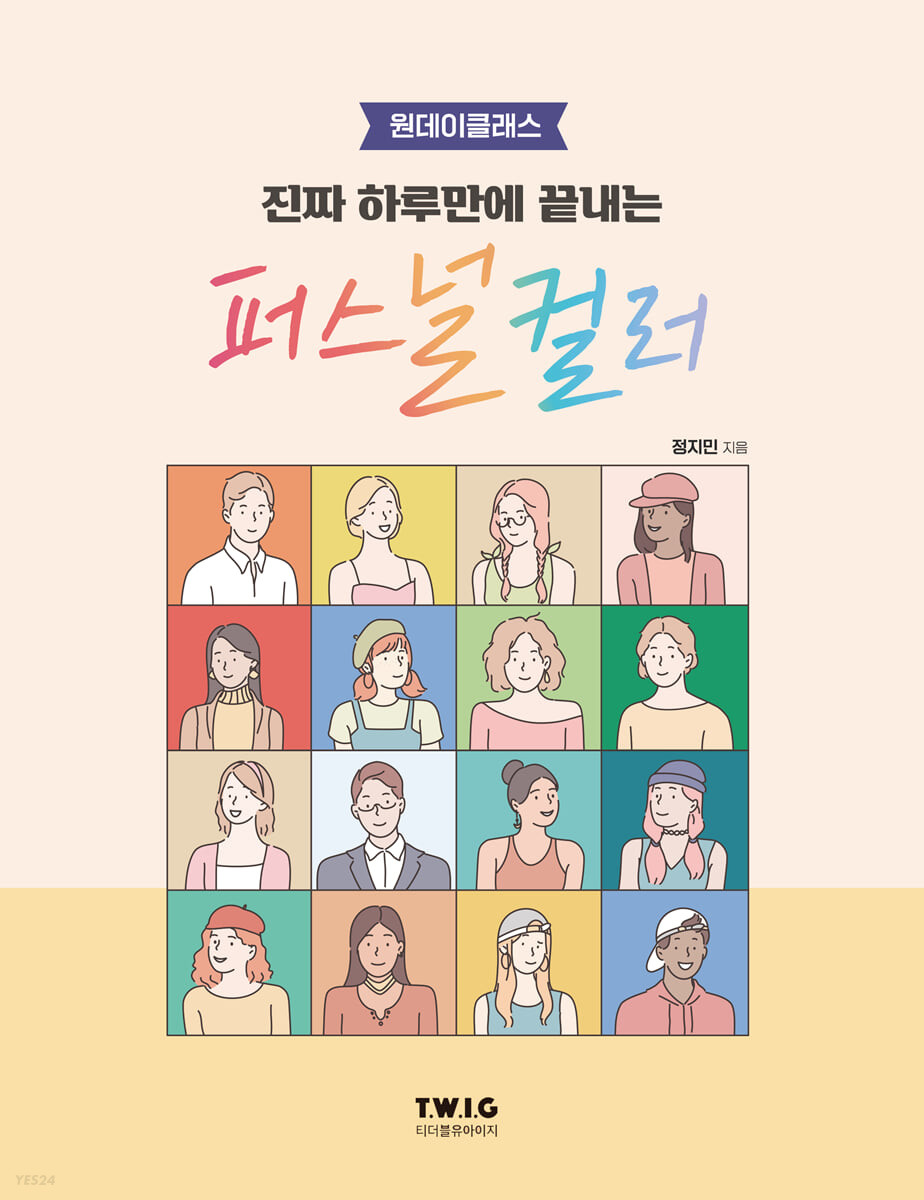 원데이클래스
진짜 하루만에 끝내는
퍼스널컬러
정지민 지음
T.W.I.G
티더블유아이지
YES24